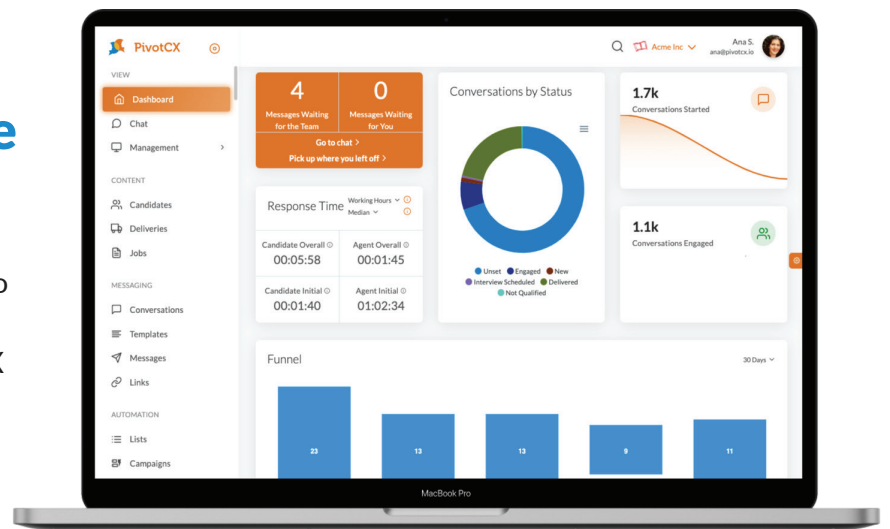 e
o
X
PivotCX
Acme Inc
Ana S.
ana@pivotcx.io
VIEW
Dashboard
Chat
Management
CONTENT
Candidates
Deliveries
Jobs
MESSAGING
Conversations
Templates
Messages
Links
AUTOMATION
Lists
Campaigns
4
Messages Waiting
for the Team
0
Messages Waiting
for You
Go to chat >
Pick up where you left off >
Response Time
Working Hours
Median
Candidate Overall
00:05:58
Agent Overall
00:01:45
Candidate Initial
00:01:40
Agent Initial
01:02:34
Conversations by Status
Unset Engaged New
Interview Scheduled Delivered
Not Qualified
1.7k
Conversations Started
1.1k
Conversations Engaged
Funnel
30 Days
23
13
13
9
11
MacBook Pro